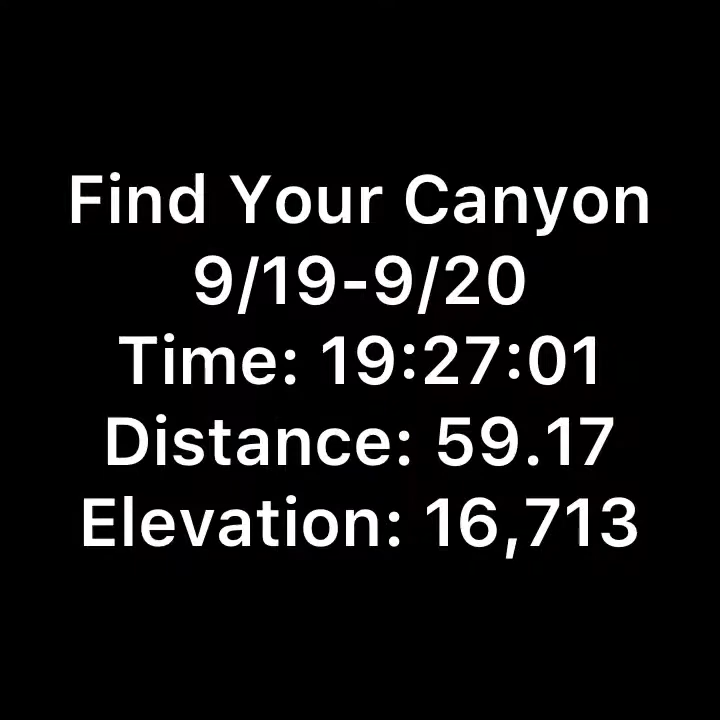 Find Your Canyon
9/19-9/20
Time: 19:27:01
Distance: 59.17
Elevation: 16,713